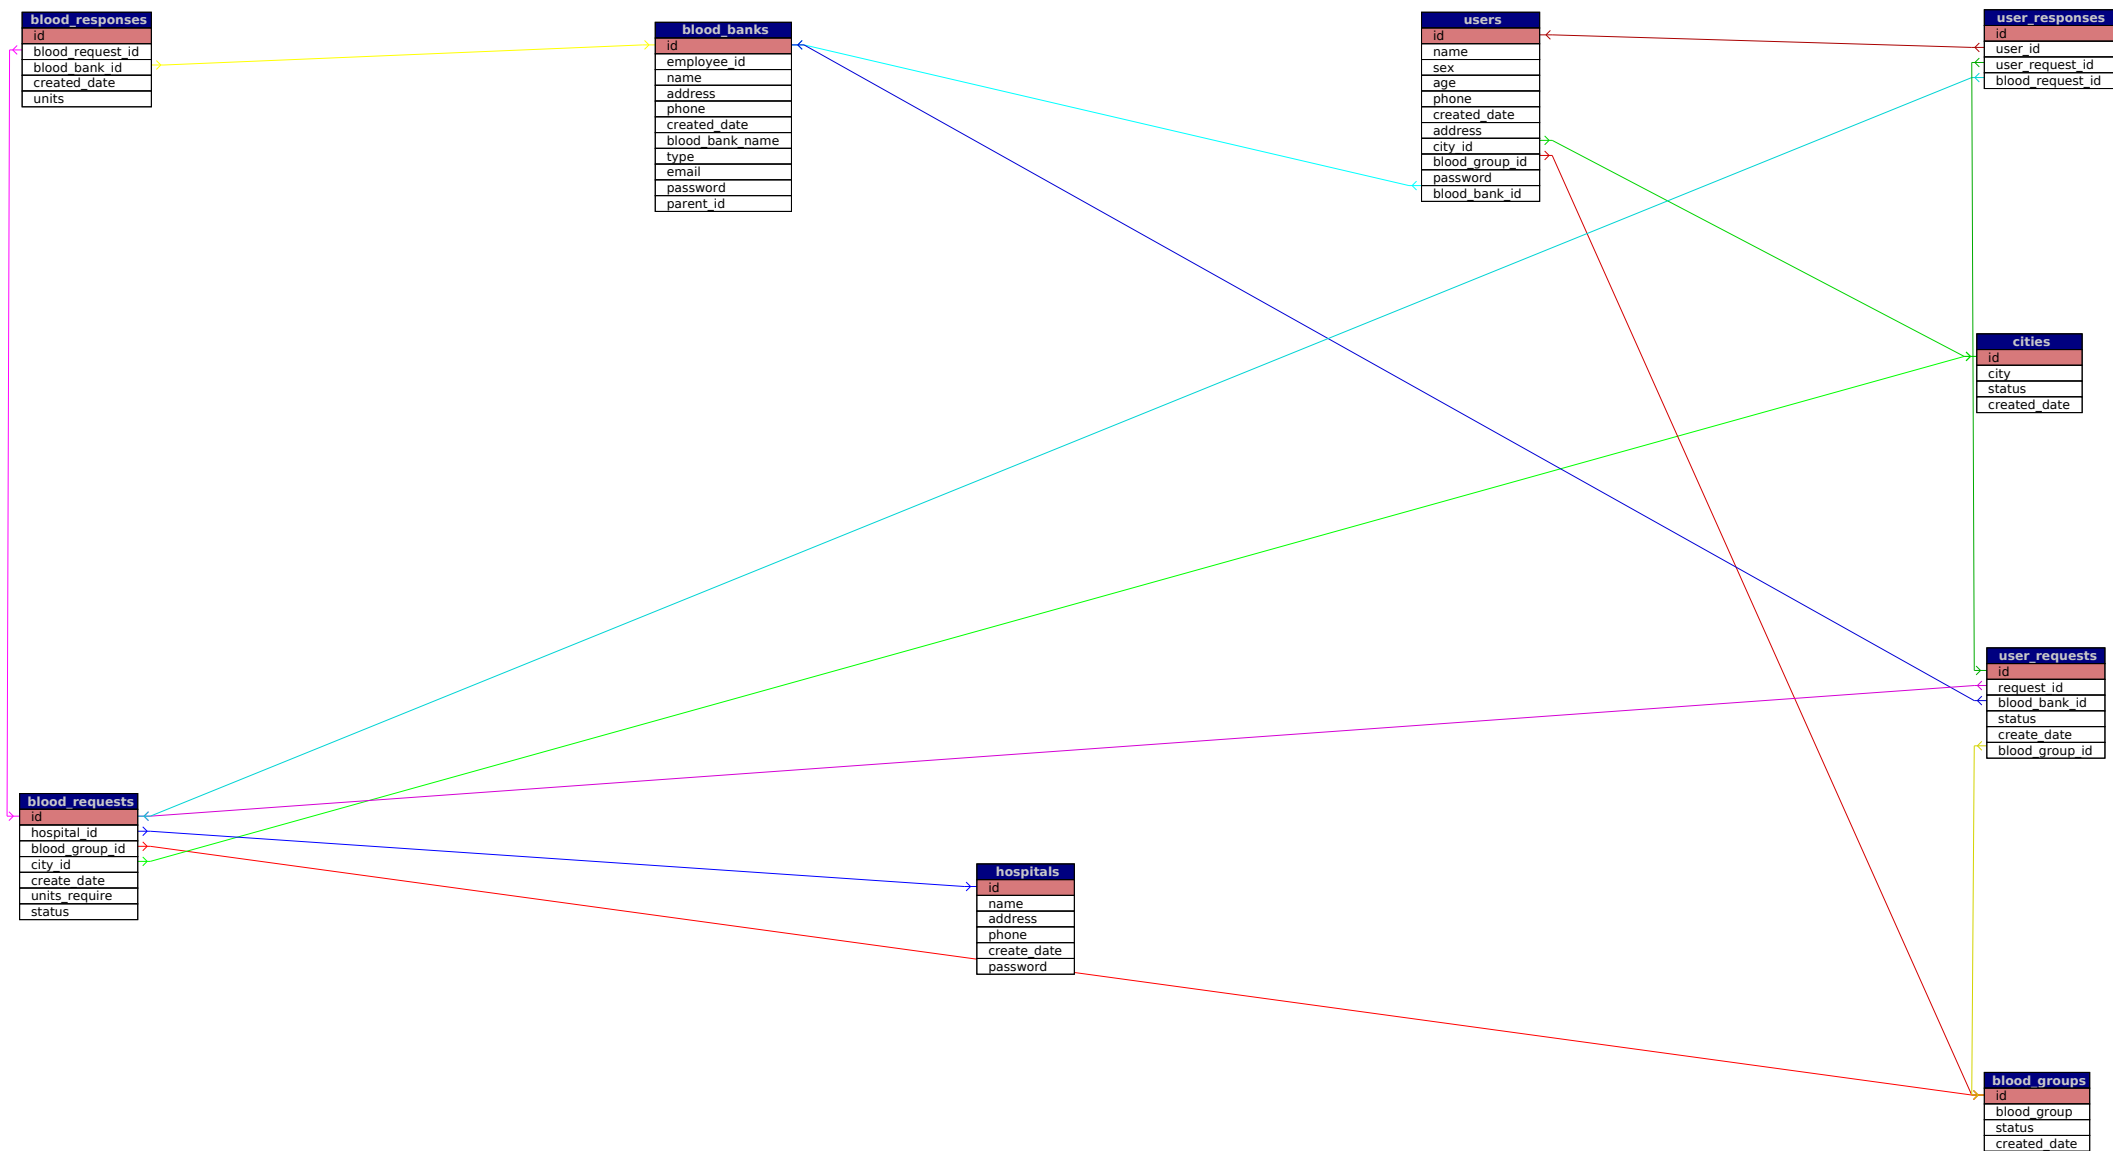 blood_responses
id
blood_request_id
blood_bank_id
created_date
units
blood_banks
id
employee_id
name
address
phone
created_date
blood_bank_name
type
email
password
parent_id
users
id
name
sex
age
phone
created_date
address
city_id
blood_group_id
password
blood_bank_id
user_responses
id
user_id
user_request_id
blood_request_id
cities
id
city
status
created_date
user_requests
id
request_id
blood_bank_id
status
create_date
blood_group_id
blood_requests
id
hospital_id
blood_group_id
city_id
create_date
units_require
status
hospitals
id
name
address
phone
create_date
password
blood_groups
id
blood_group
status
created_date